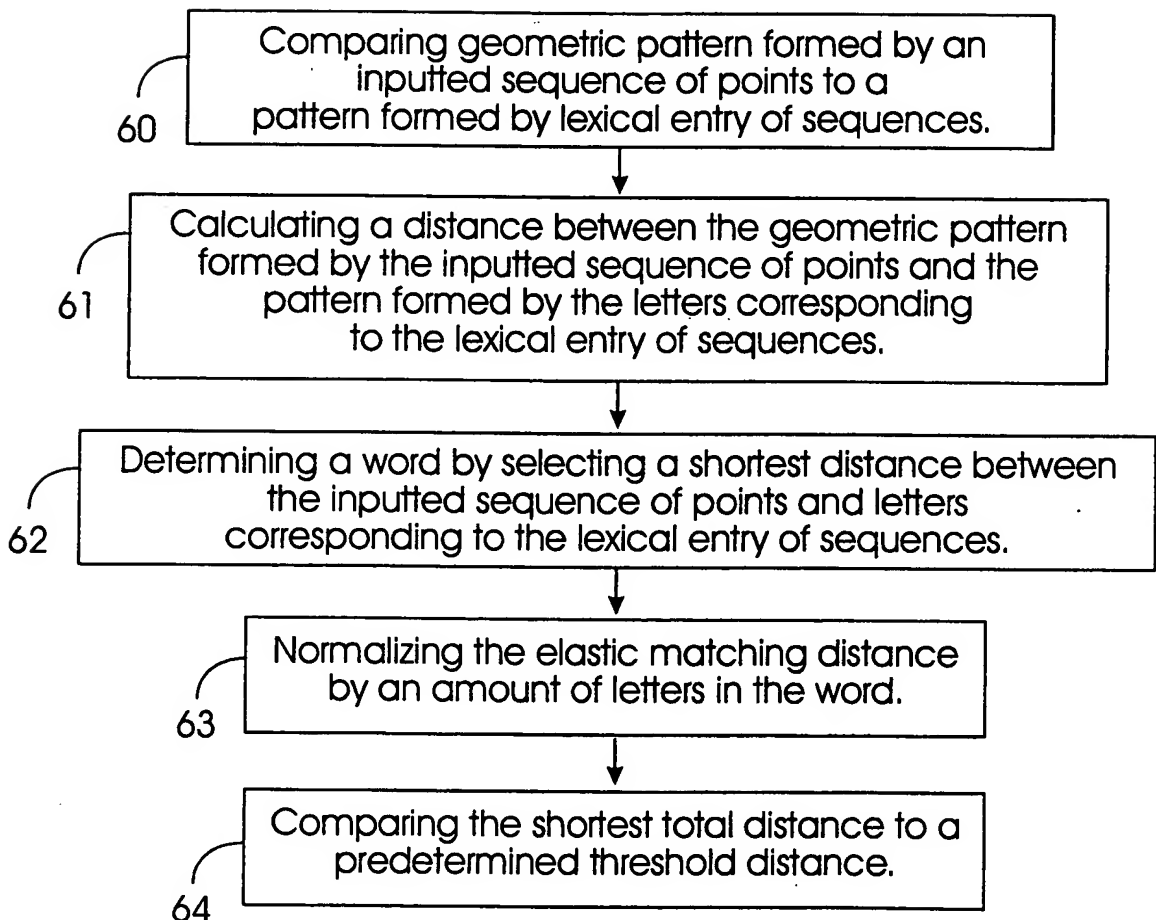 Comparing geometric pattern formed by an
inputted sequence of points to a
pattern formed by lexical entry of sequences.
60
Calculating a distance between the geometric pattern
formed by the inputted sequence of points and the
pattern formed by the letters corresponding
to the lexical entry of sequences.
61
Determining a word by selecting a shortest distance between
the inputted sequence of points and letters
corresponding to the lexical entry of sequences.
62
Normalizing the elastic matching distance
by an amount of letters in the word.
63
Comparing the shortest total distance to a
predetermined threshold distance.
64